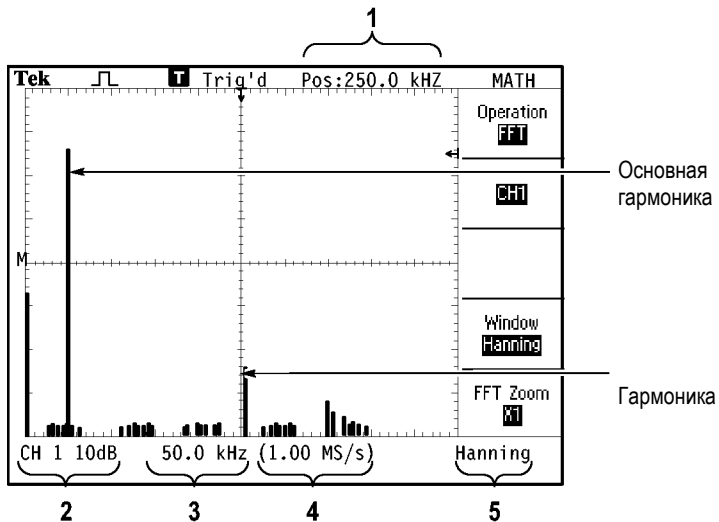 1
Tek T Trig'd Pos:250.0 kHZ MATH
Operation
FFT
CH1
Основная
гармоника
M
Window
Hanning
FFT Zoom
X1
Гармоника
CH 1 10dB 50.0 kHz (1.00 MS/s) Hanning
2 3 4 5